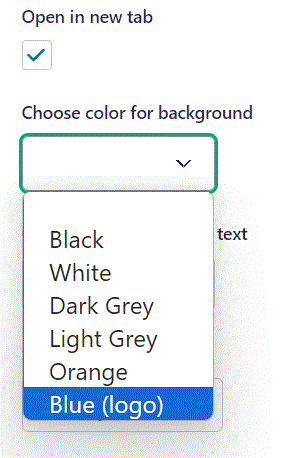 Open in new tab
Choose color for background
text
Black
White
Dark Grey
Light Grey
Orange
Blue (logo)